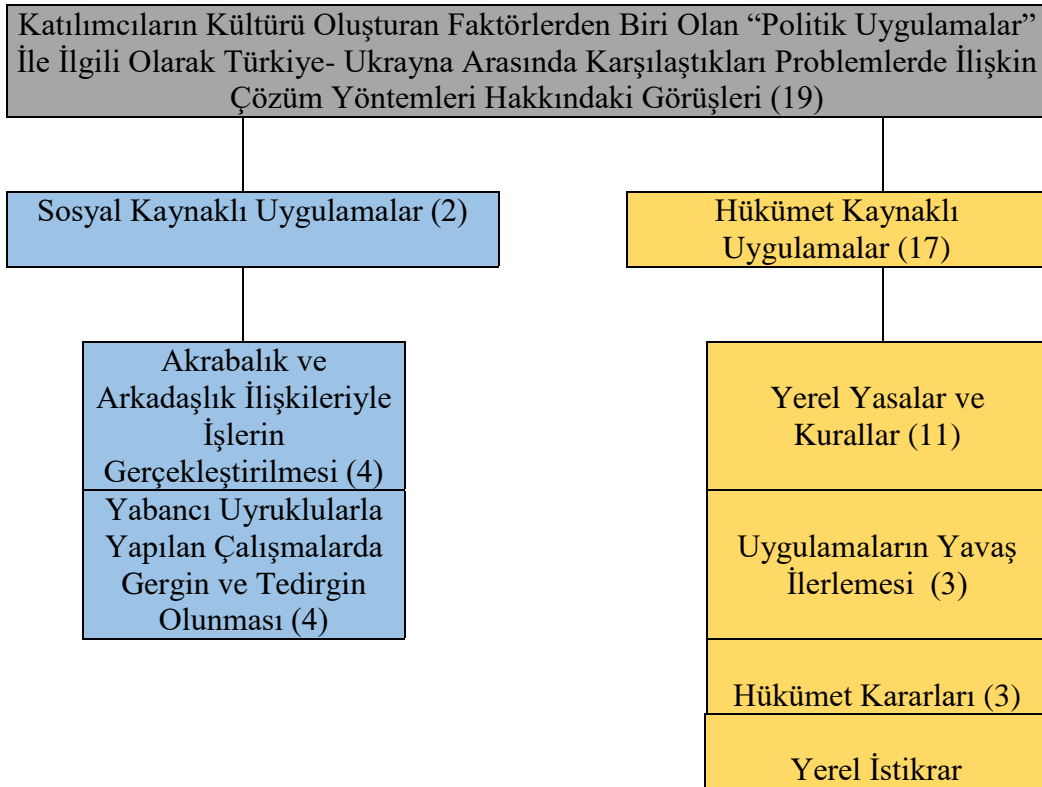 Katılımcıların Kültürü Oluşturan Faktörlerden Biri Olan “Politik Uygulamalar”
İle İlgili Olarak Türkiye- Ukrayna Arasında Karşılaştıkları Problemlerde İlişkin
Çözüm Yöntemleri Hakkındaki Görüşleri (19)
Sosyal Kaynaklı Uygulamalar (2)
Hükümet Kaynaklı
Uygulamalar (17)
Akrabalık ve
Arkadaşlık İlişkileriyle
İşlerin
Gerçekleştirilmesi (4)
Yabancı Uyruklularla
Yapılan Çalışmalarda
Gergin ve Tedirgin
Olunması (4)
Yerel Yasalar ve
Kurallar (11)
Uygulamaların Yavaş
İlerlemesi (3)
Hükümet Kararları (3)
Yerel İstikrar